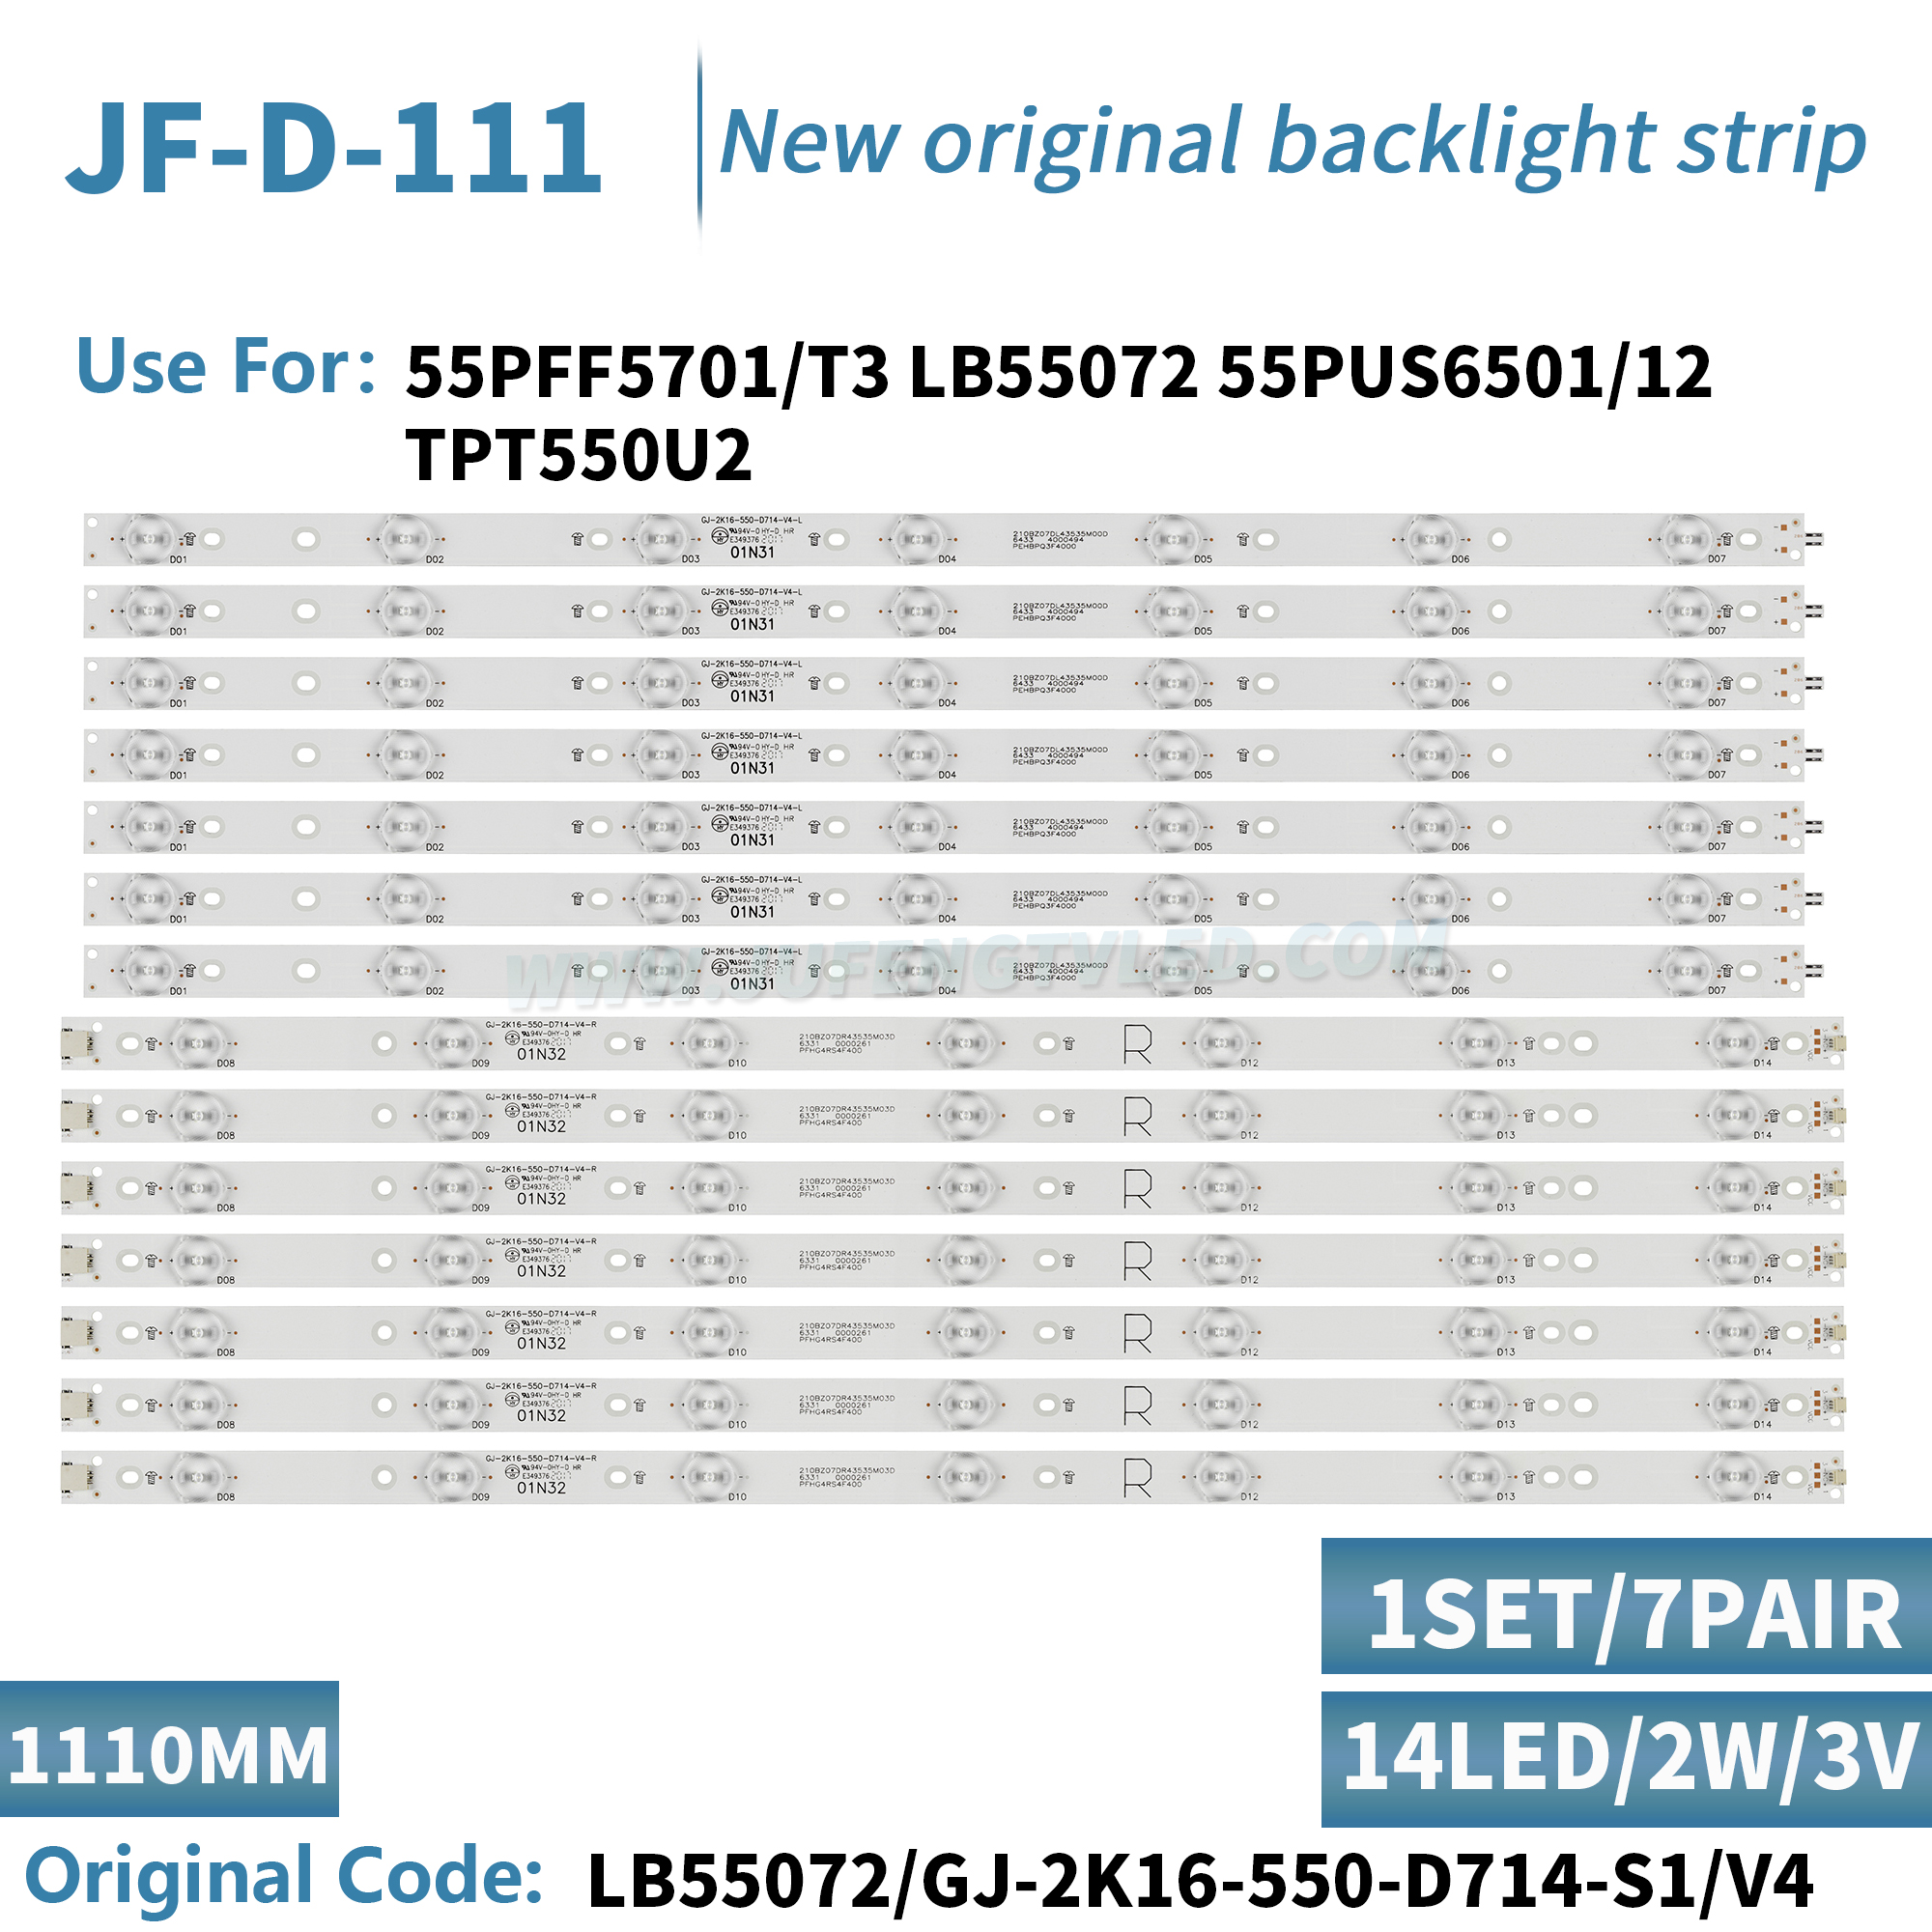 JF-D-111
New original backlight strip
Use For: 55PFF5701/T3 LB55072 55PUS6501/12
TPT550U2
GJ-2K16-550-D714-V4-L
94V-0 HY-D HR
E349376 2017
01N31
210BZ07DL43535M00D
6433 4000494
PEHBPQ3F4000
D01 D02 D03 D04 D05 D06 D07
GJ-2K16-550-D714-V4-L
94V-0 HY-D HR
E349376 2017
01N31
210BZ07DL43535M00D
6433 4000494
PEHBPQ3F4000
D01 D02 D03 D04 D05 D06 D07
GJ-2K16-550-D714-V4-L
94V-0 HY-D HR
E349376 2017
01N31
210BZ07DL43535M00D
6433 4000494
PEHBPQ3F4000
D01 D02 D03 D04 D05 D06 D07
GJ-2K16-550-D714-V4-L
94V-0 HY-D HR
E349376 2017
01N31
210BZ07DL43535M00D
6433 4000494
PEHBPQ3F4000
D01 D02 D03 D04 D05 D06 D07
GJ-2K16-550-D714-V4-L
94V-0 HY-D HR
E349376 2017
01N31
210BZ07DL43535M00D
6433 4000494
PEHBPQ3F4000
D01 D02 D03 D04 D05 D06 D07
GJ-2K16-550-D714-V4-L
94V-0 HY-D HR
E349376 2017
01N31
210BZ07DL43535M00D
6433 4000494
PEHBPQ3F4000
D01 D02 D03 D04 D05 D06 D07
WWW.JUFENGTVLED.COM
GJ-2K16-550-D714-V4-L
94V-0 HY-D HR
E349376 2017
01N31
210BZ07DL43535M00D
6433 4000494
PEHBPQ3F4000
D01 D02 D03 D04 D05 D06 D07
GJ-2K16-550-D714-V4-R
94V-0HY-D HR
E349376 2017
01N32
210BZ07DR43535M03D
6331 0000261
PFHG4RS4F400
R
D08 D09 D10 D12 D13 D14
GJ-2K16-550-D714-V4-R
94V-0HY-D HR
E349376 2017
01N32
210BZ07DR43535M03D
6331 0000261
PFHG4RS4F400
R
D08 D09 D10 D12 D13 D14
GJ-2K16-550-D714-V4-R
94V-0HY-D HR
E349376 2017
01N32
210BZ07DR43535M03D
6331 0000261
PFHG4RS4F400
R
D08 D09 D10 D12 D13 D14
GJ-2K16-550-D714-V4-R
94V-0HY-D HR
E349376 2017
01N32
210BZ07DR43535M03D
6331 0000261
PFHG4RS4F400
R
D08 D09 D10 D12 D13 D14
GJ-2K16-550-D714-V4-R
94V-0HY-D HR
E349376 2017
01N32
210BZ07DR43535M03D
6331 0000261
PFHG4RS4F400
R
D08 D09 D10 D12 D13 D14
GJ-2K16-550-D714-V4-R
94V-0HY-D HR
E349376 2017
01N32
210BZ07DR43535M03D
6331 0000261
PFHG4RS4F400
R
D08 D09 D10 D12 D13 D14
GJ-2K16-550-D714-V4-R
94V-0HY-D HR
E349376 2017
01N32
210BZ07DR43535M03D
6331 0000261
PFHG4RS4F400
R
D08 D09 D10 D12 D13 D14
1SET/7PAIR
1110MM
14LED/2W/3V
Original Code: LB55072/GJ-2K16-550-D714-S1/V4